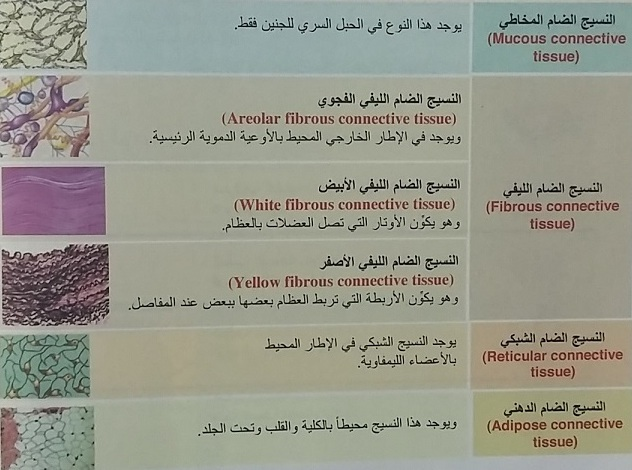 النسيج الضام المخاطي
(Mucous connective
tissue)
يوجد هذا النوع في الحبل السري للجنين فقط.
النسيج الضام الليفي
(Fibrous connective
tissue)
النسيج الضام الليفي الفجوي
(Areolar fibrous connective tissue)
ويوجد في الإطار الخارجي المحيط بالأوعية الدموية الرئيسية.
النسيج الضام الليفي الأبيض
(White fibrous connective tissue)
وهو يكوّن الأوتار التي تصل العضلات بالعظام.
النسيج الضام الليفي الأصفر
(Yellow fibrous connective tissue)
وهو يكوّن الأربطة التي تربط العظام بعضها ببعض عند المفاصل.
النسيج الضام الشبكي
(Reticular connective
tissue)
يوجد النسيج الشبكي في الإطار المحيط
بالأعضاء الليمفاوية.
النسيج الضام الدهني
(Adipose connective
tissue)
ويوجد هذا النسيج محيطاً بالكلية والقلب وتحت الجلد.